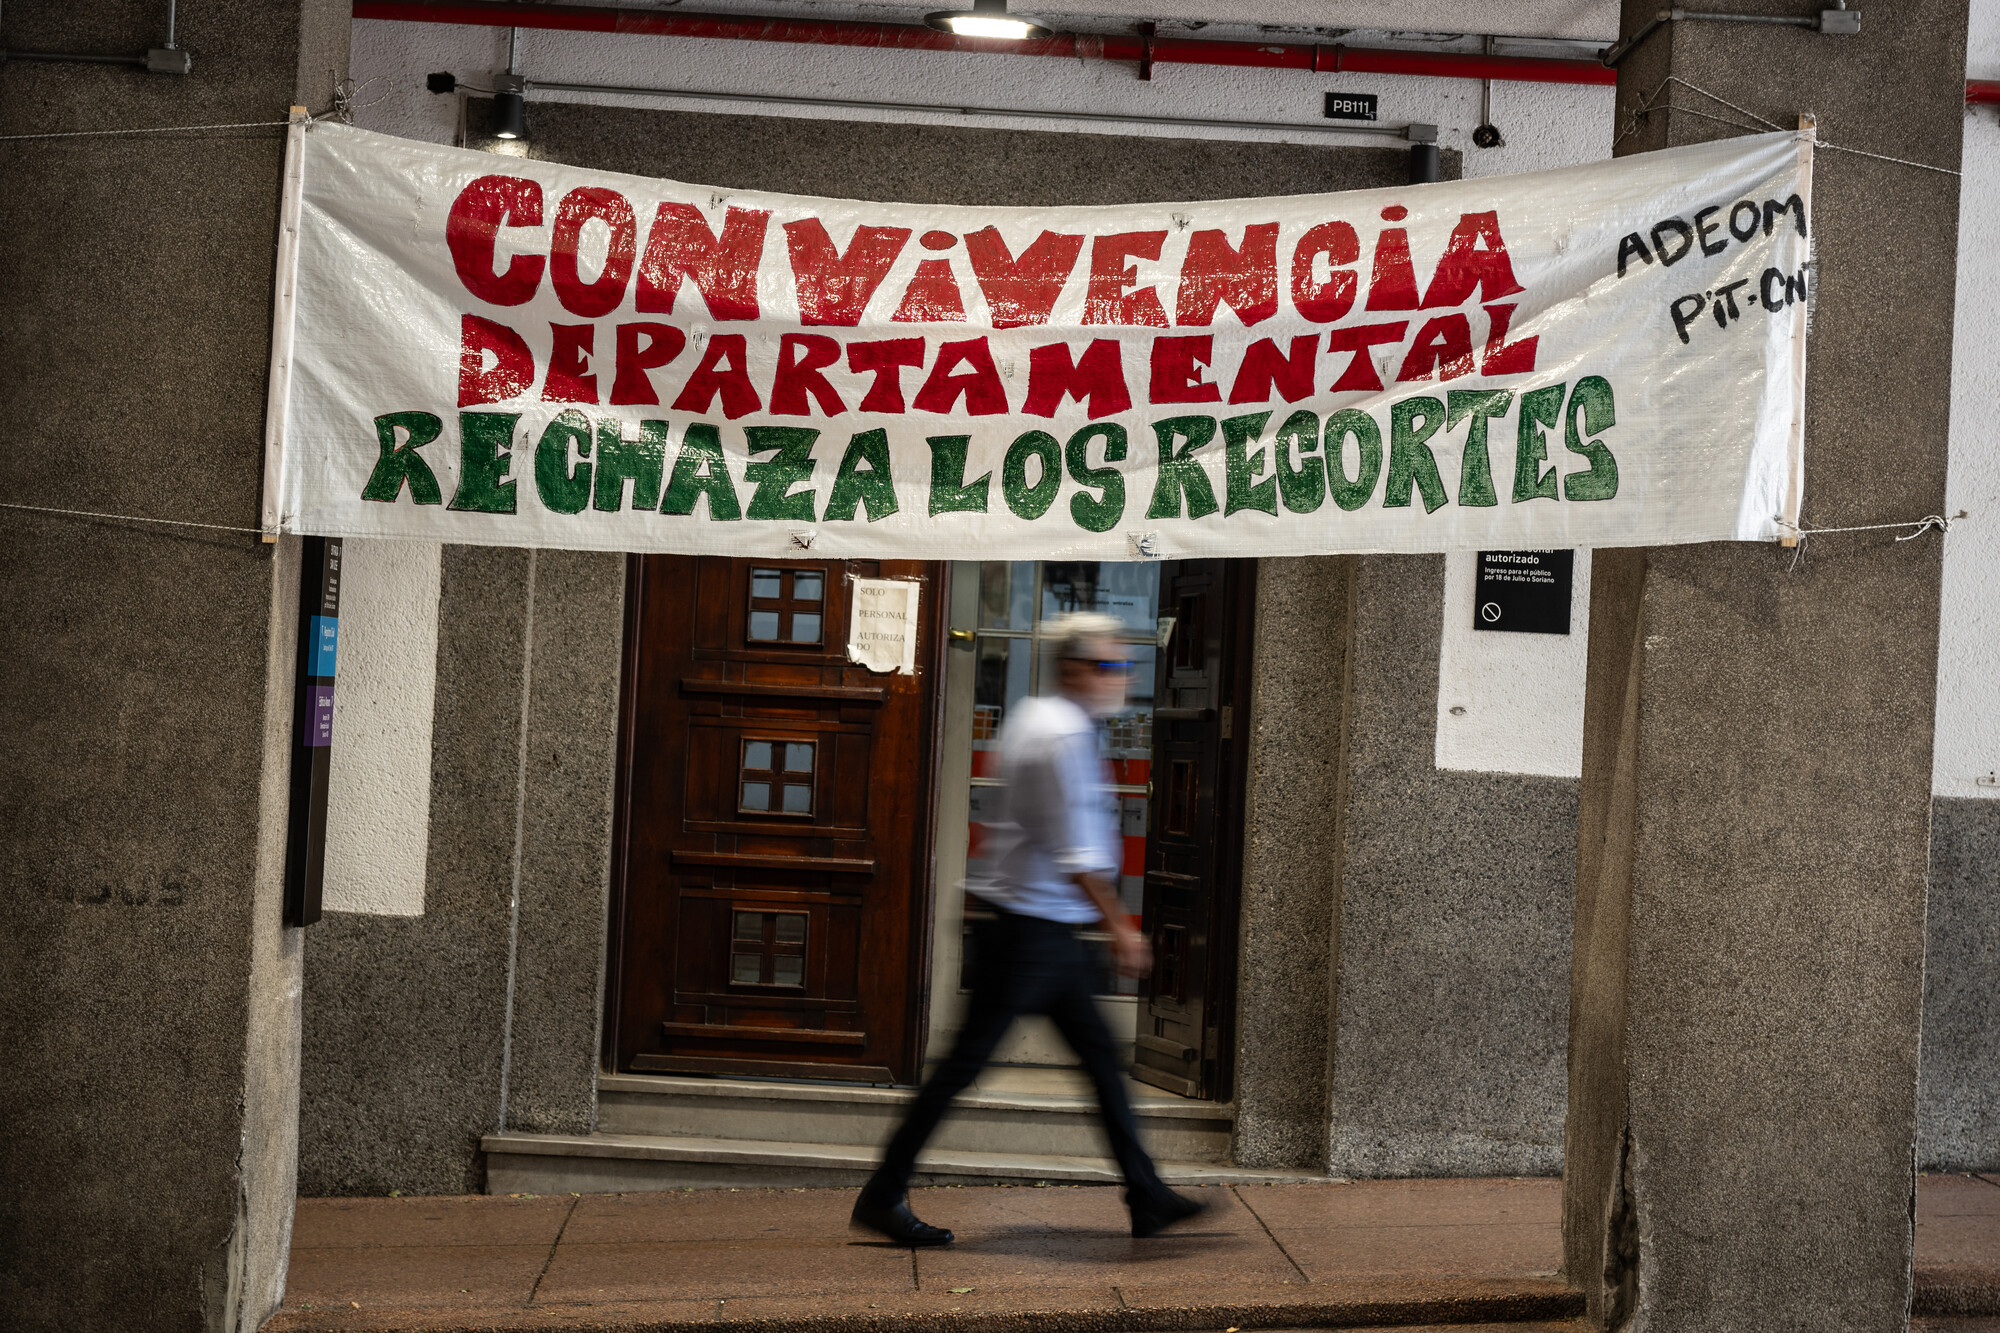 PB111
CONViVENCiA
DEPARTAMENTAL
RECHAZA LOS RECORTES
ADEOM
PiT-CNT
SOLO
PERSONAL
AUTORIZA
DO
autorizado
Ingreso para el público
por 18 de Julio o Soriano